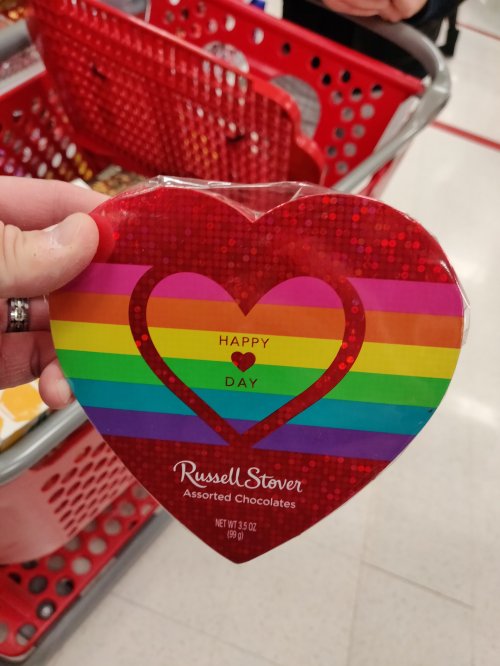 HAPPY
DAY
Russell Stover
Assorted Chocolates
NET WT 3.5 OZ
(99 g)